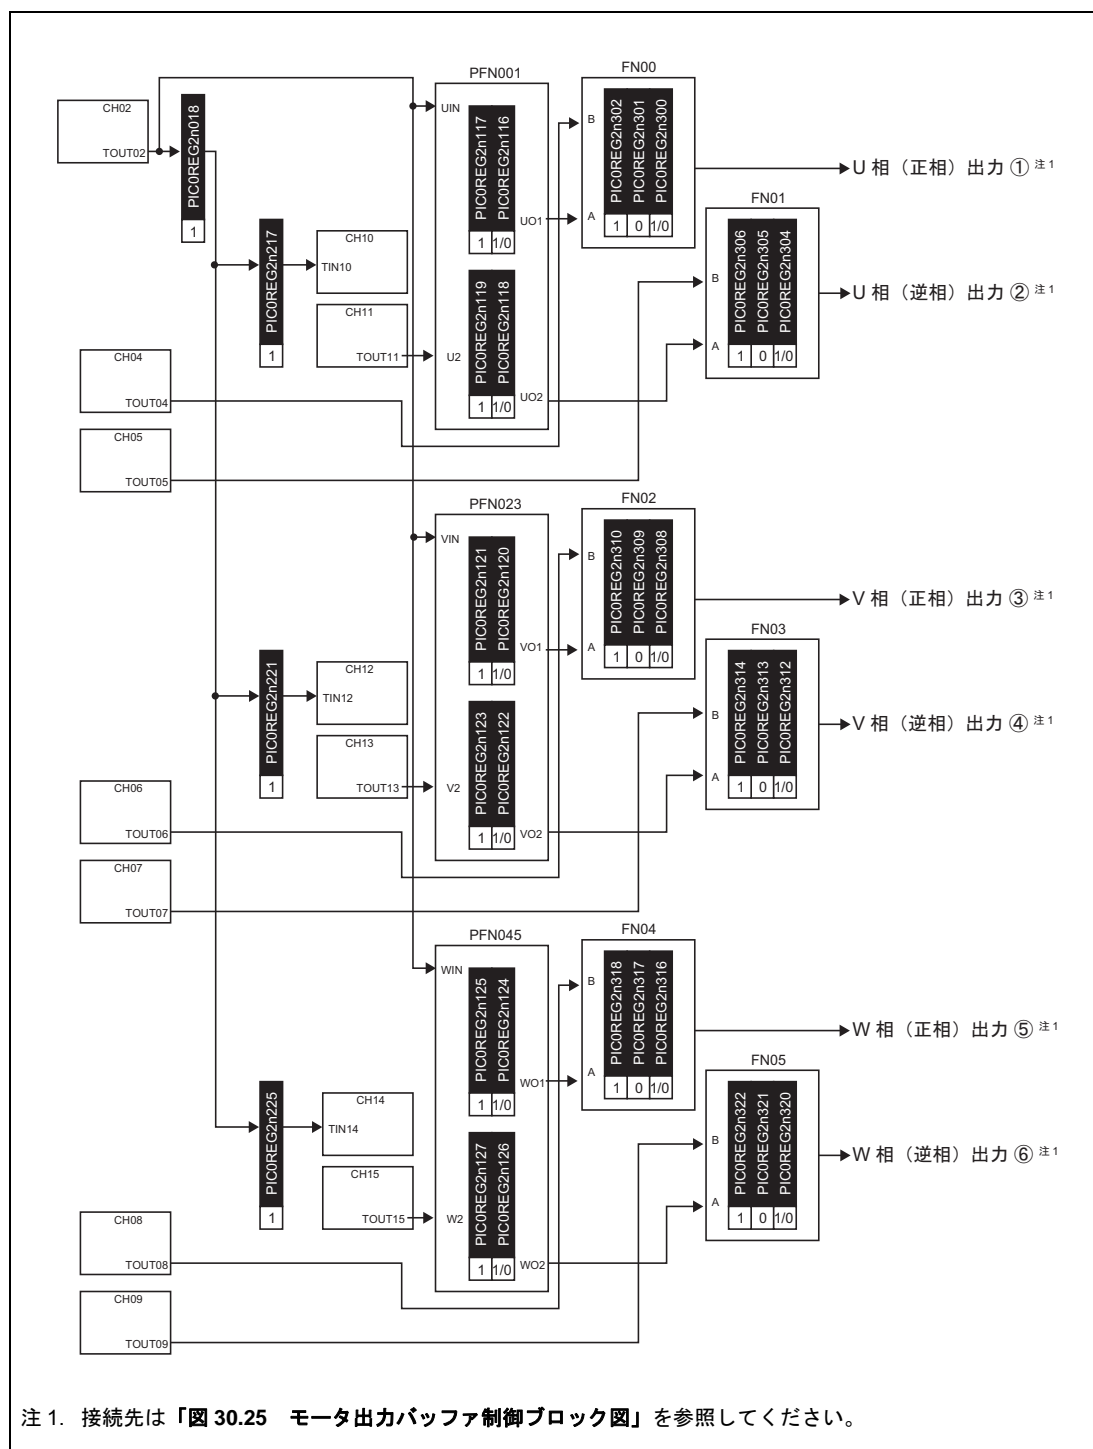 CH02
TOUT02
PIC0REG2n018
1
PFN001
UIN
PIC0REG2n117
PIC0REG2n116
1 1/0
UO1
U2
PIC0REG2n119
PIC0REG2n118
1 1/0
UO2
FN00
B
A
PIC0REG2n302
PIC0REG2n301
PIC0REG2n300
1 0 1/0
U 相（正相）出力 ① 注 1
FN01
B
A
PIC0REG2n306
PIC0REG2n305
PIC0REG2n304
1 0 1/0
U 相（逆相）出力 ② 注 1
PIC0REG2n217
1
CH10
TIN10
CH11
TOUT11
CH04
TOUT04
CH05
TOUT05
PFN023
VIN
PIC0REG2n121
PIC0REG2n120
1 1/0
VO1
V2
PIC0REG2n123
PIC0REG2n122
1 1/0
VO2
FN02
B
A
PIC0REG2n310
PIC0REG2n309
PIC0REG2n308
1 0 1/0
V 相（正相）出力 ③ 注 1
FN03
B
A
PIC0REG2n314
PIC0REG2n313
PIC0REG2n312
1 0 1/0
V 相（逆相）出力 ④ 注 1
PIC0REG2n221
1
CH12
TIN12
CH13
TOUT13
CH06
TOUT06
CH07
TOUT07
PFN045
WIN
PIC0REG2n125
PIC0REG2n124
1 1/0
WO1
W2
PIC0REG2n127
PIC0REG2n126
1 1/0
WO2
FN04
B
A
PIC0REG2n318
PIC0REG2n317
PIC0REG2n316
1 0 1/0
W 相（正相）出力 ⑤ 注 1
FN05
B
A
PIC0REG2n322
PIC0REG2n321
PIC0REG2n320
1 0 1/0
W 相（逆相）出力 ⑥ 注 1
PIC0REG2n225
1
CH14
TIN14
CH15
TOUT15
CH08
TOUT08
CH09
TOUT09
注 1. 接続先は「図 30.25 モータ出力バッファ制御ブロック図」を参照してください。